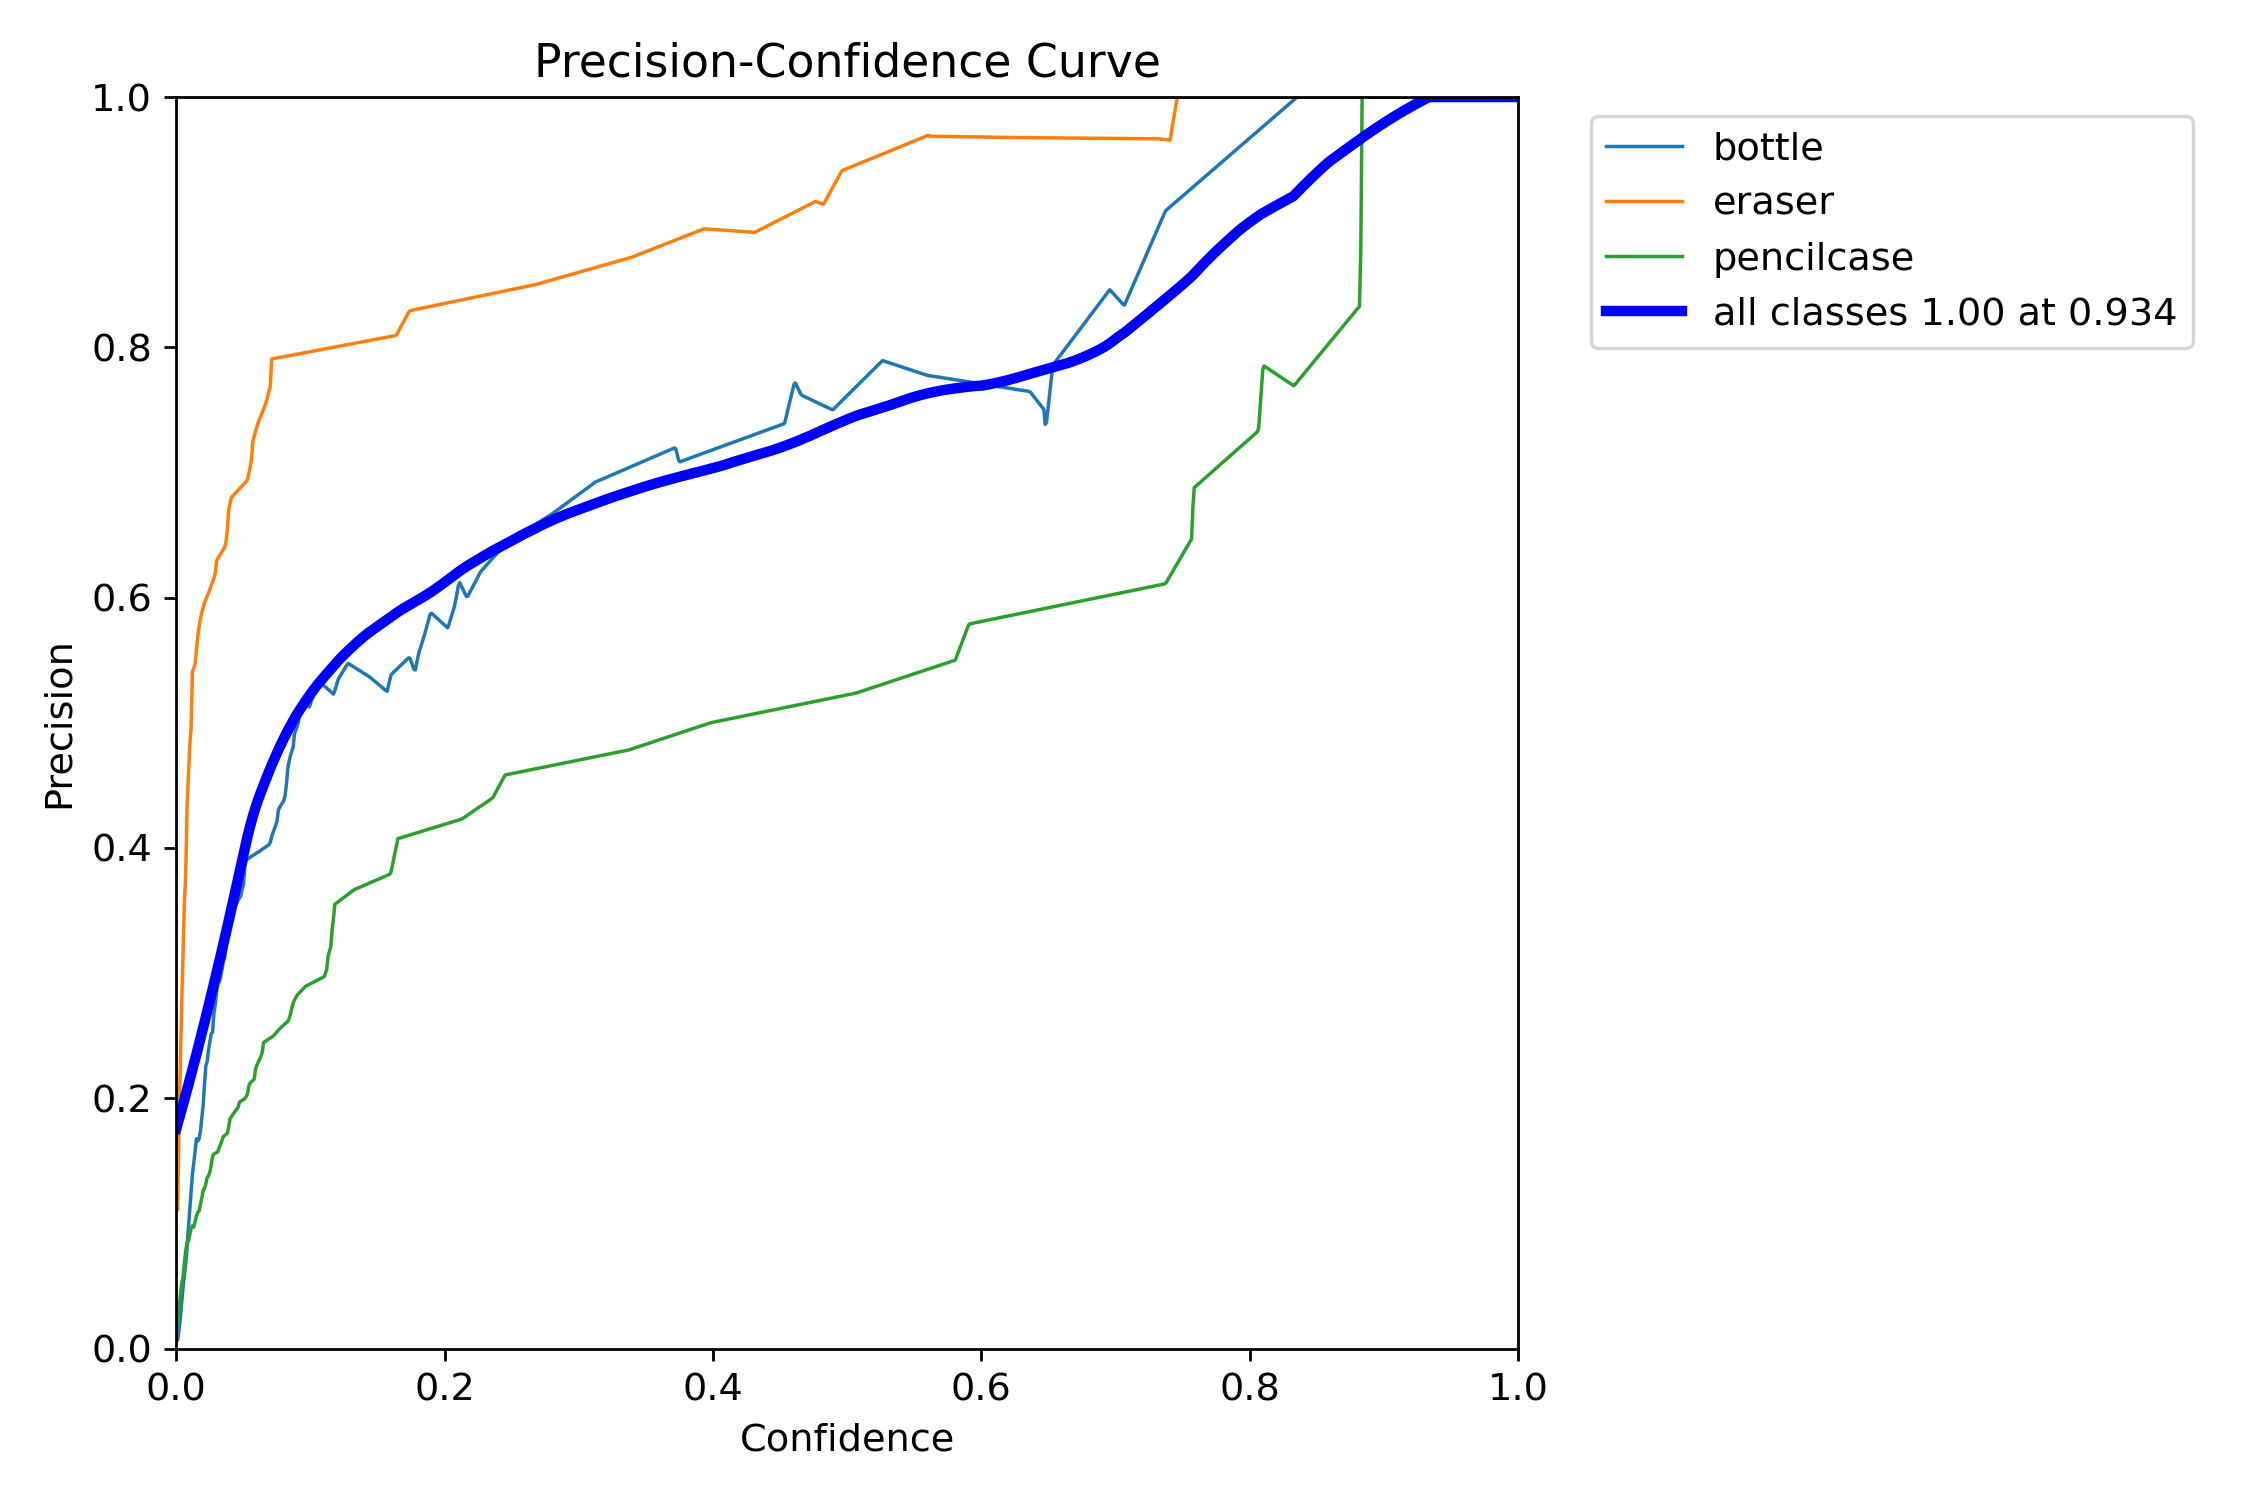 Precision-Confidence Curve
1.0
0.8
0.6
0.4
0.2
0.0
Precision
0.0 0.2 0.4 0.6 0.8 1.0
Confidence
bottle
eraser
pencilcase
all classes 1.00 at 0.934